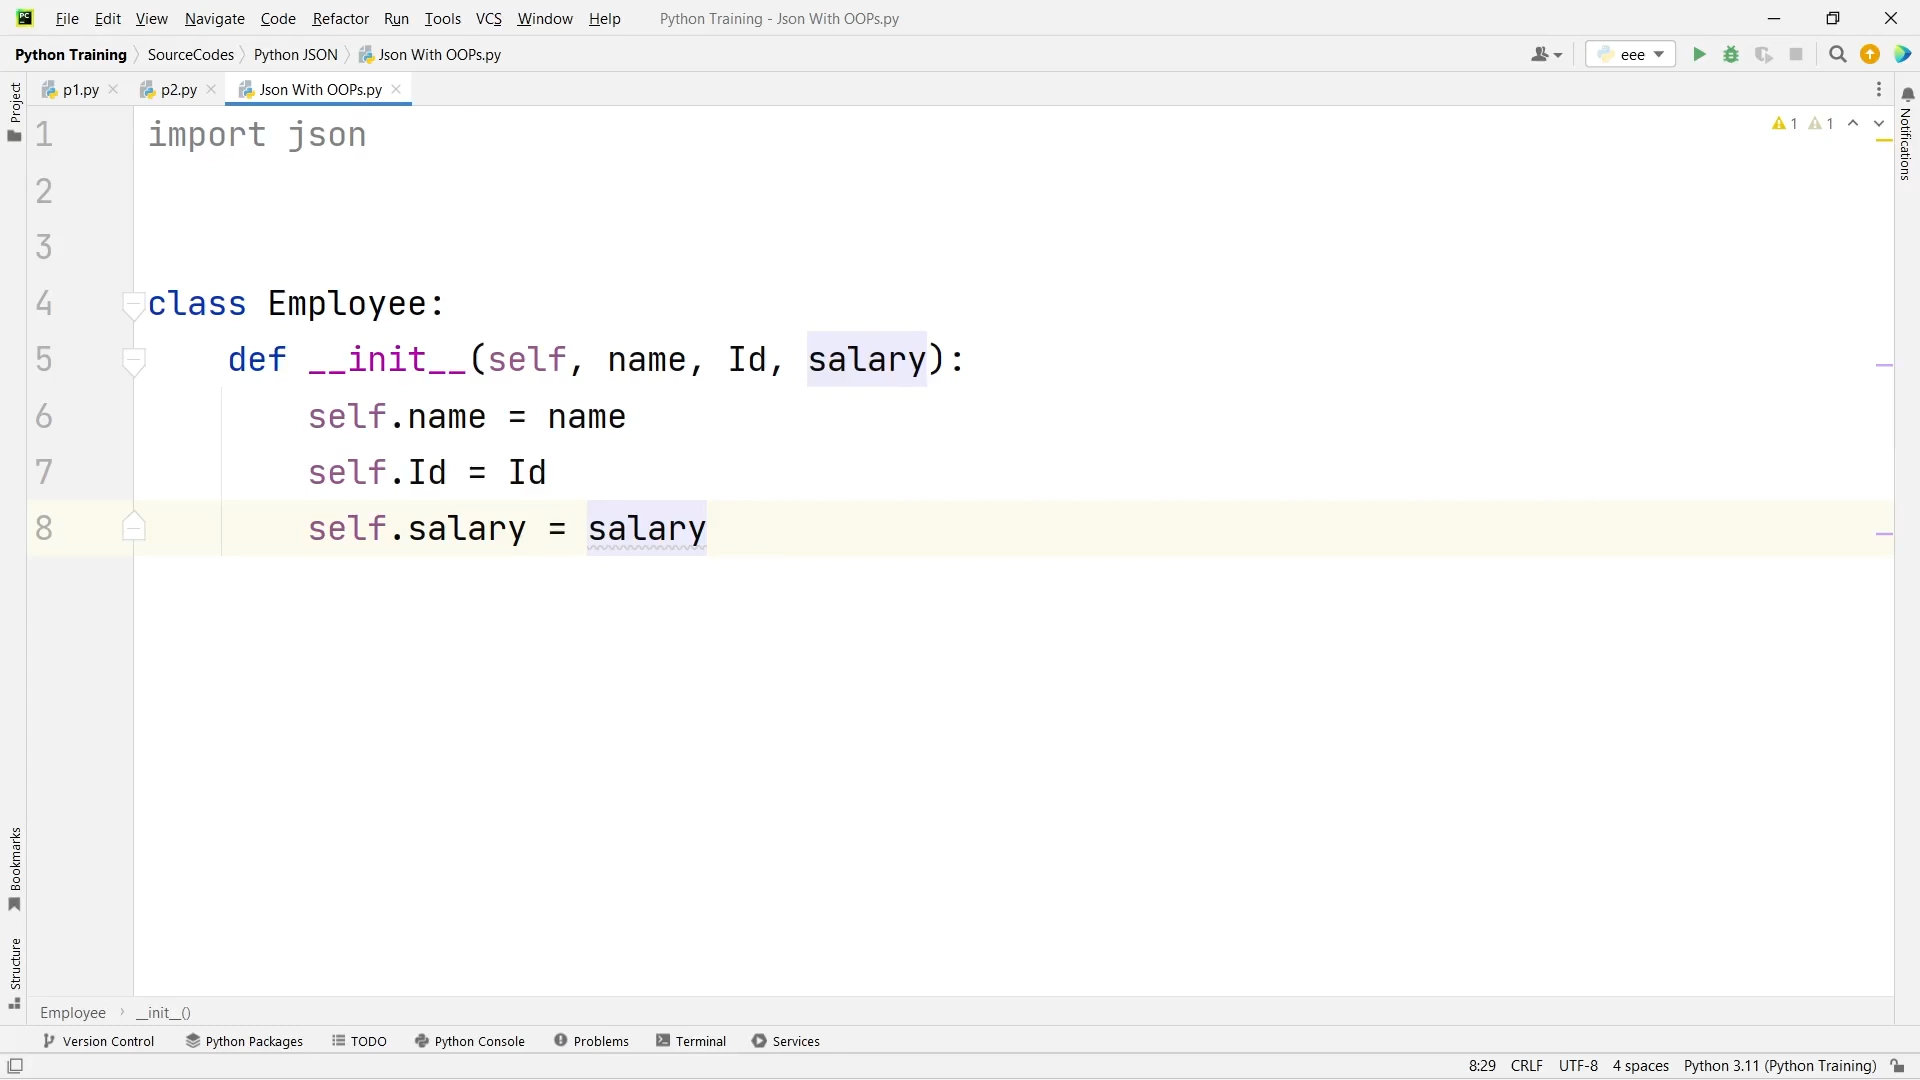 File Edit View Navigate Code Refactor Run Tools VCS Window Help Python Training - Json With OOPs.py
Python Training SourceCodes Python JSON Json With OOPs.py eee
p1.py p2.py Json With OOPs.py
Project
Notifications
1 1
1 import json
2
3
4 class Employee:
5 def __init__(self, name, Id, salary):
6 self.name = name
7 self.Id = Id
8 self.salary = salary
Bookmarks
Structure
Employee __init__()
Version Control Python Packages TODO Python Console Problems Terminal Services
8:29 CRLF UTF-8 4 spaces Python 3.11 (Python Training)